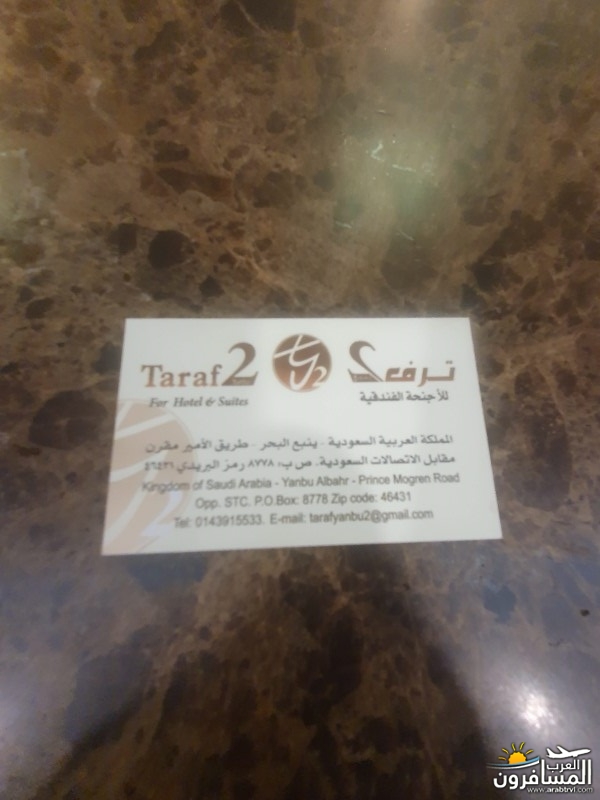 Taraf2
ترف2
For Hotel & Suites
للأجنحة الفندقية
المملكة العربية السعودية - ينبع البحر - طريق الأمير مقرن
مقابل الاتصالات السعودية. ص ب: ٨٧٧٨ رمز البريدي ٤٦٤٣١
Kingdom of Saudi Arabia - Yanbu Albahr - Prince Mogren Road
Opp. STC. P.O.Box: 8778 Zip code: 46431
Tel: 0143915533. E-mail: tarafyanbu2@gmail.com
العرب
المسافرون
www.arabtrvl.com